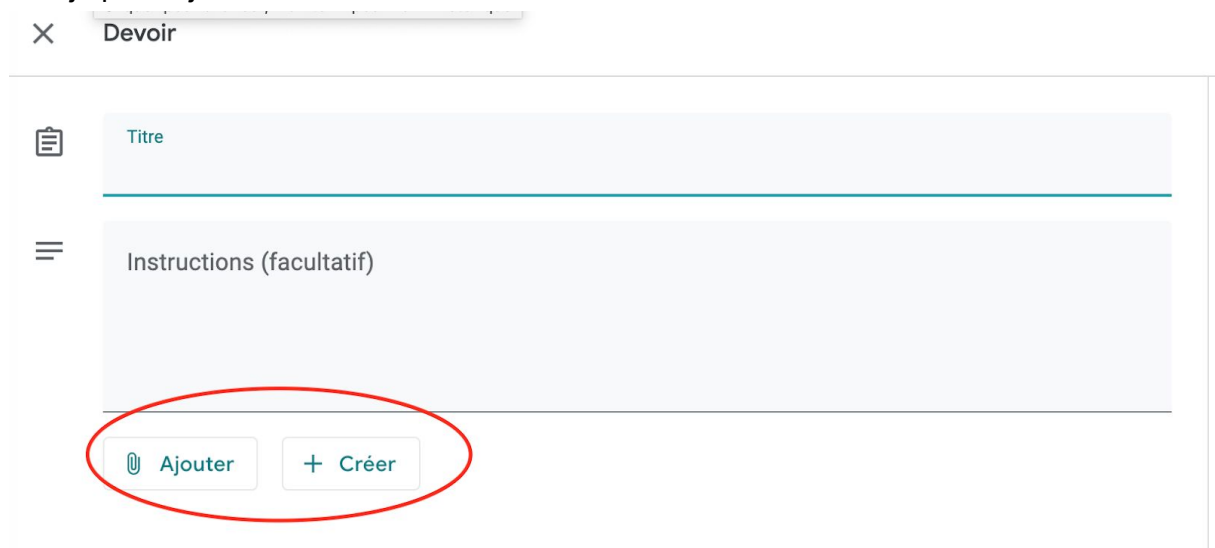 Devoir
Titre
Instructions (facultatif)
Ajouter
+ Créer